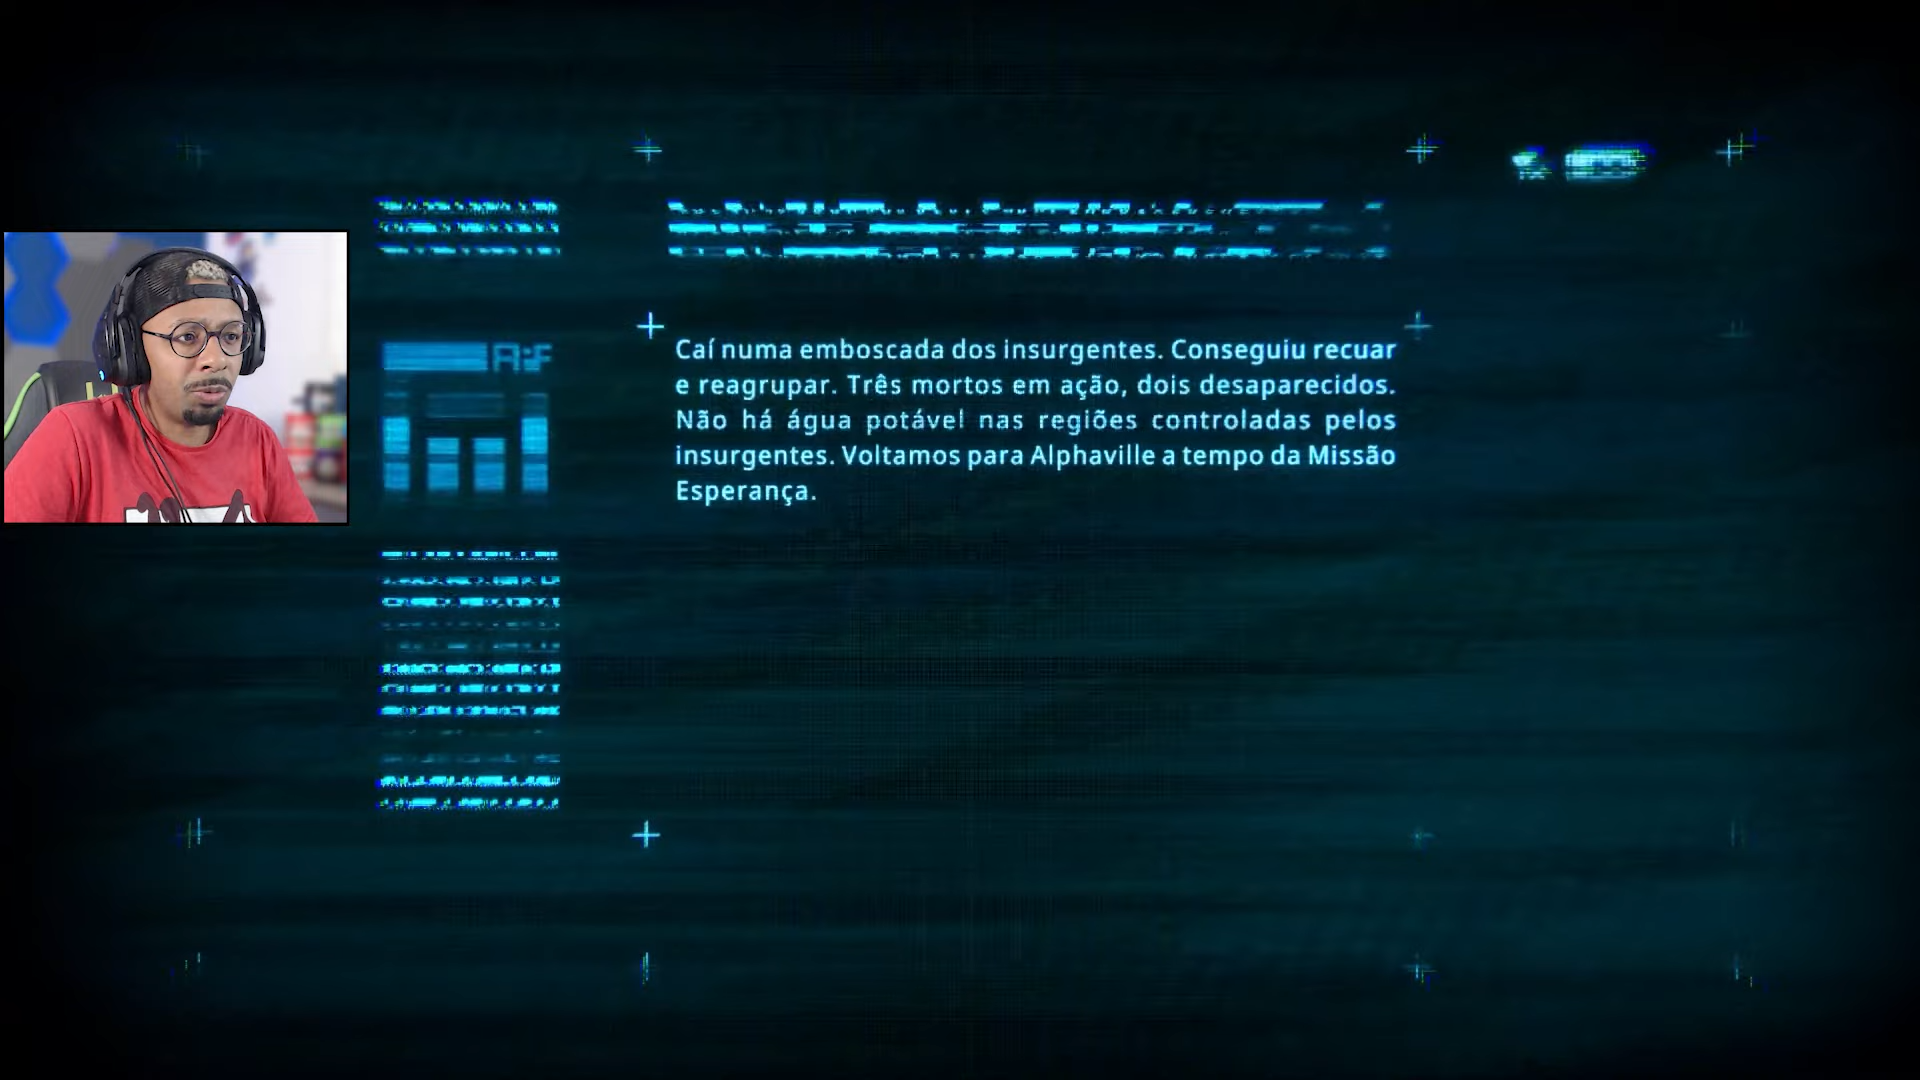 Caí numa emboscada dos insurgentes. Conseguiu recuar
e reagrupar. Três mortos em ação, dois desaparecidos.
Não há água potável nas regiões controladas pelos
insurgentes. Voltamos para Alphaville a tempo da Missão
Esperança.